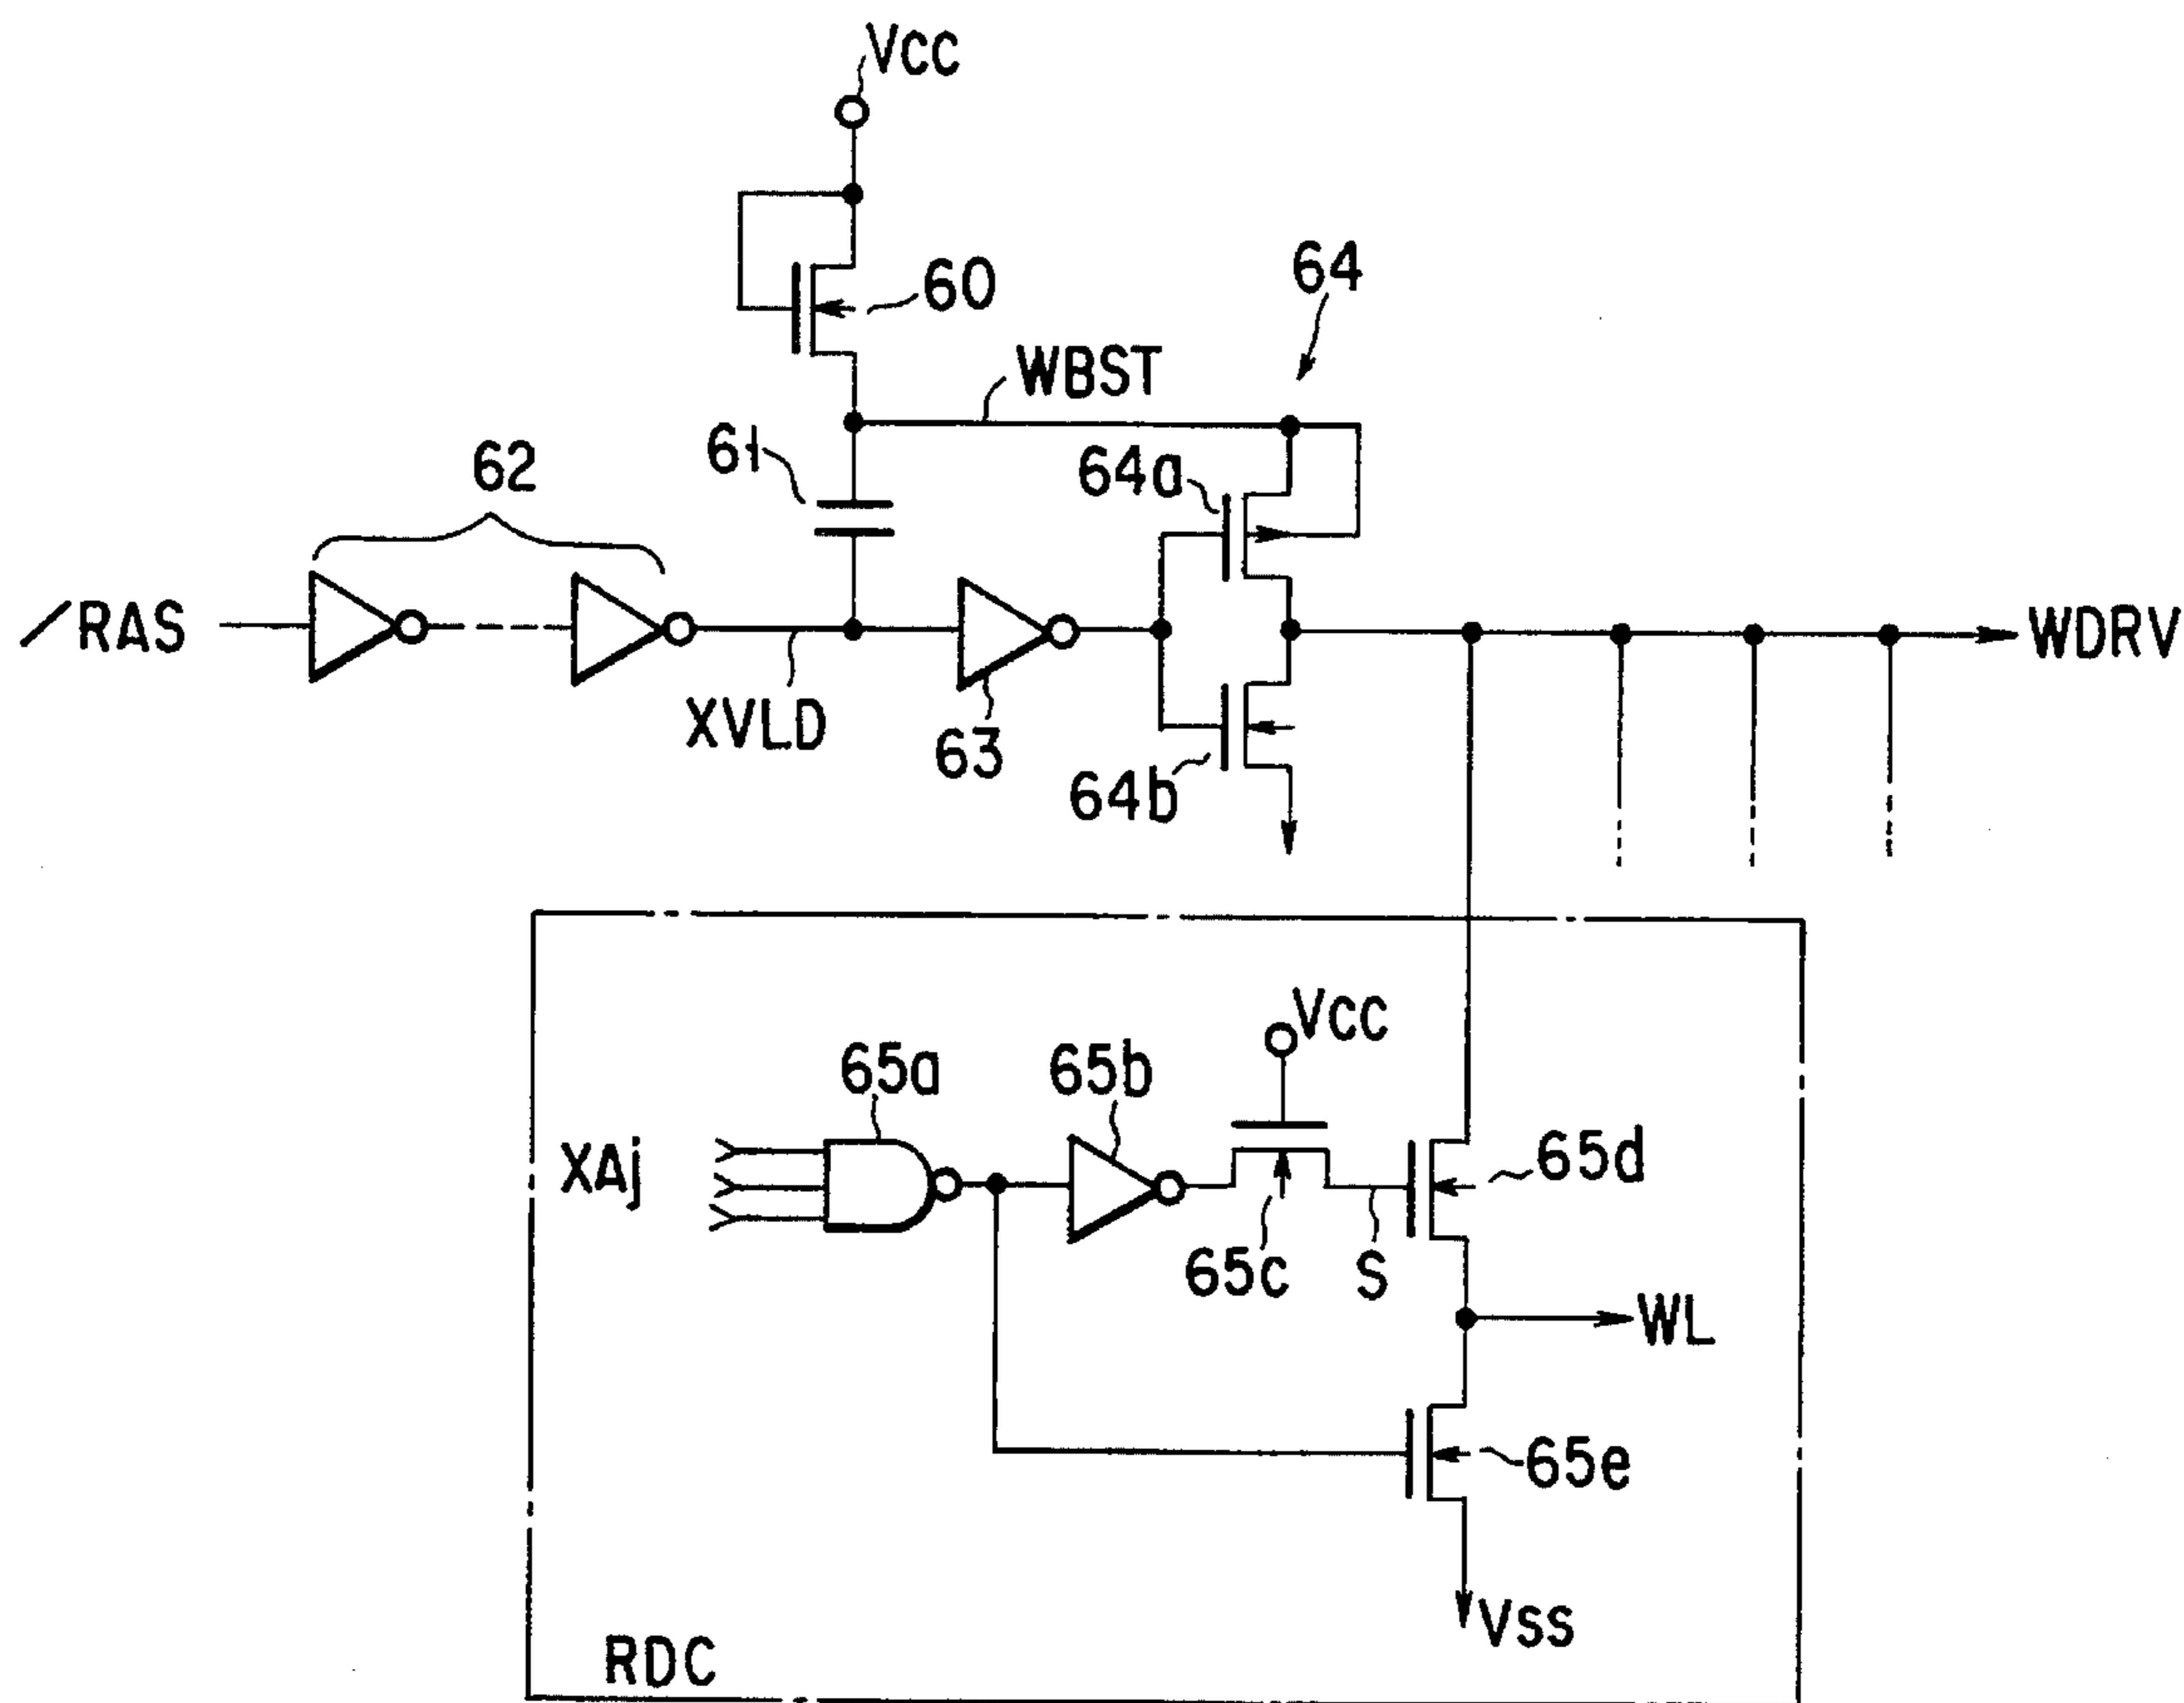 VCC
60
64
WBST
61
64a
62
/RAS
WDRV
XVLD
63
64b
VCC
65a
65b
XAj
65d
65c
S
WL
65e
VSS
RDC